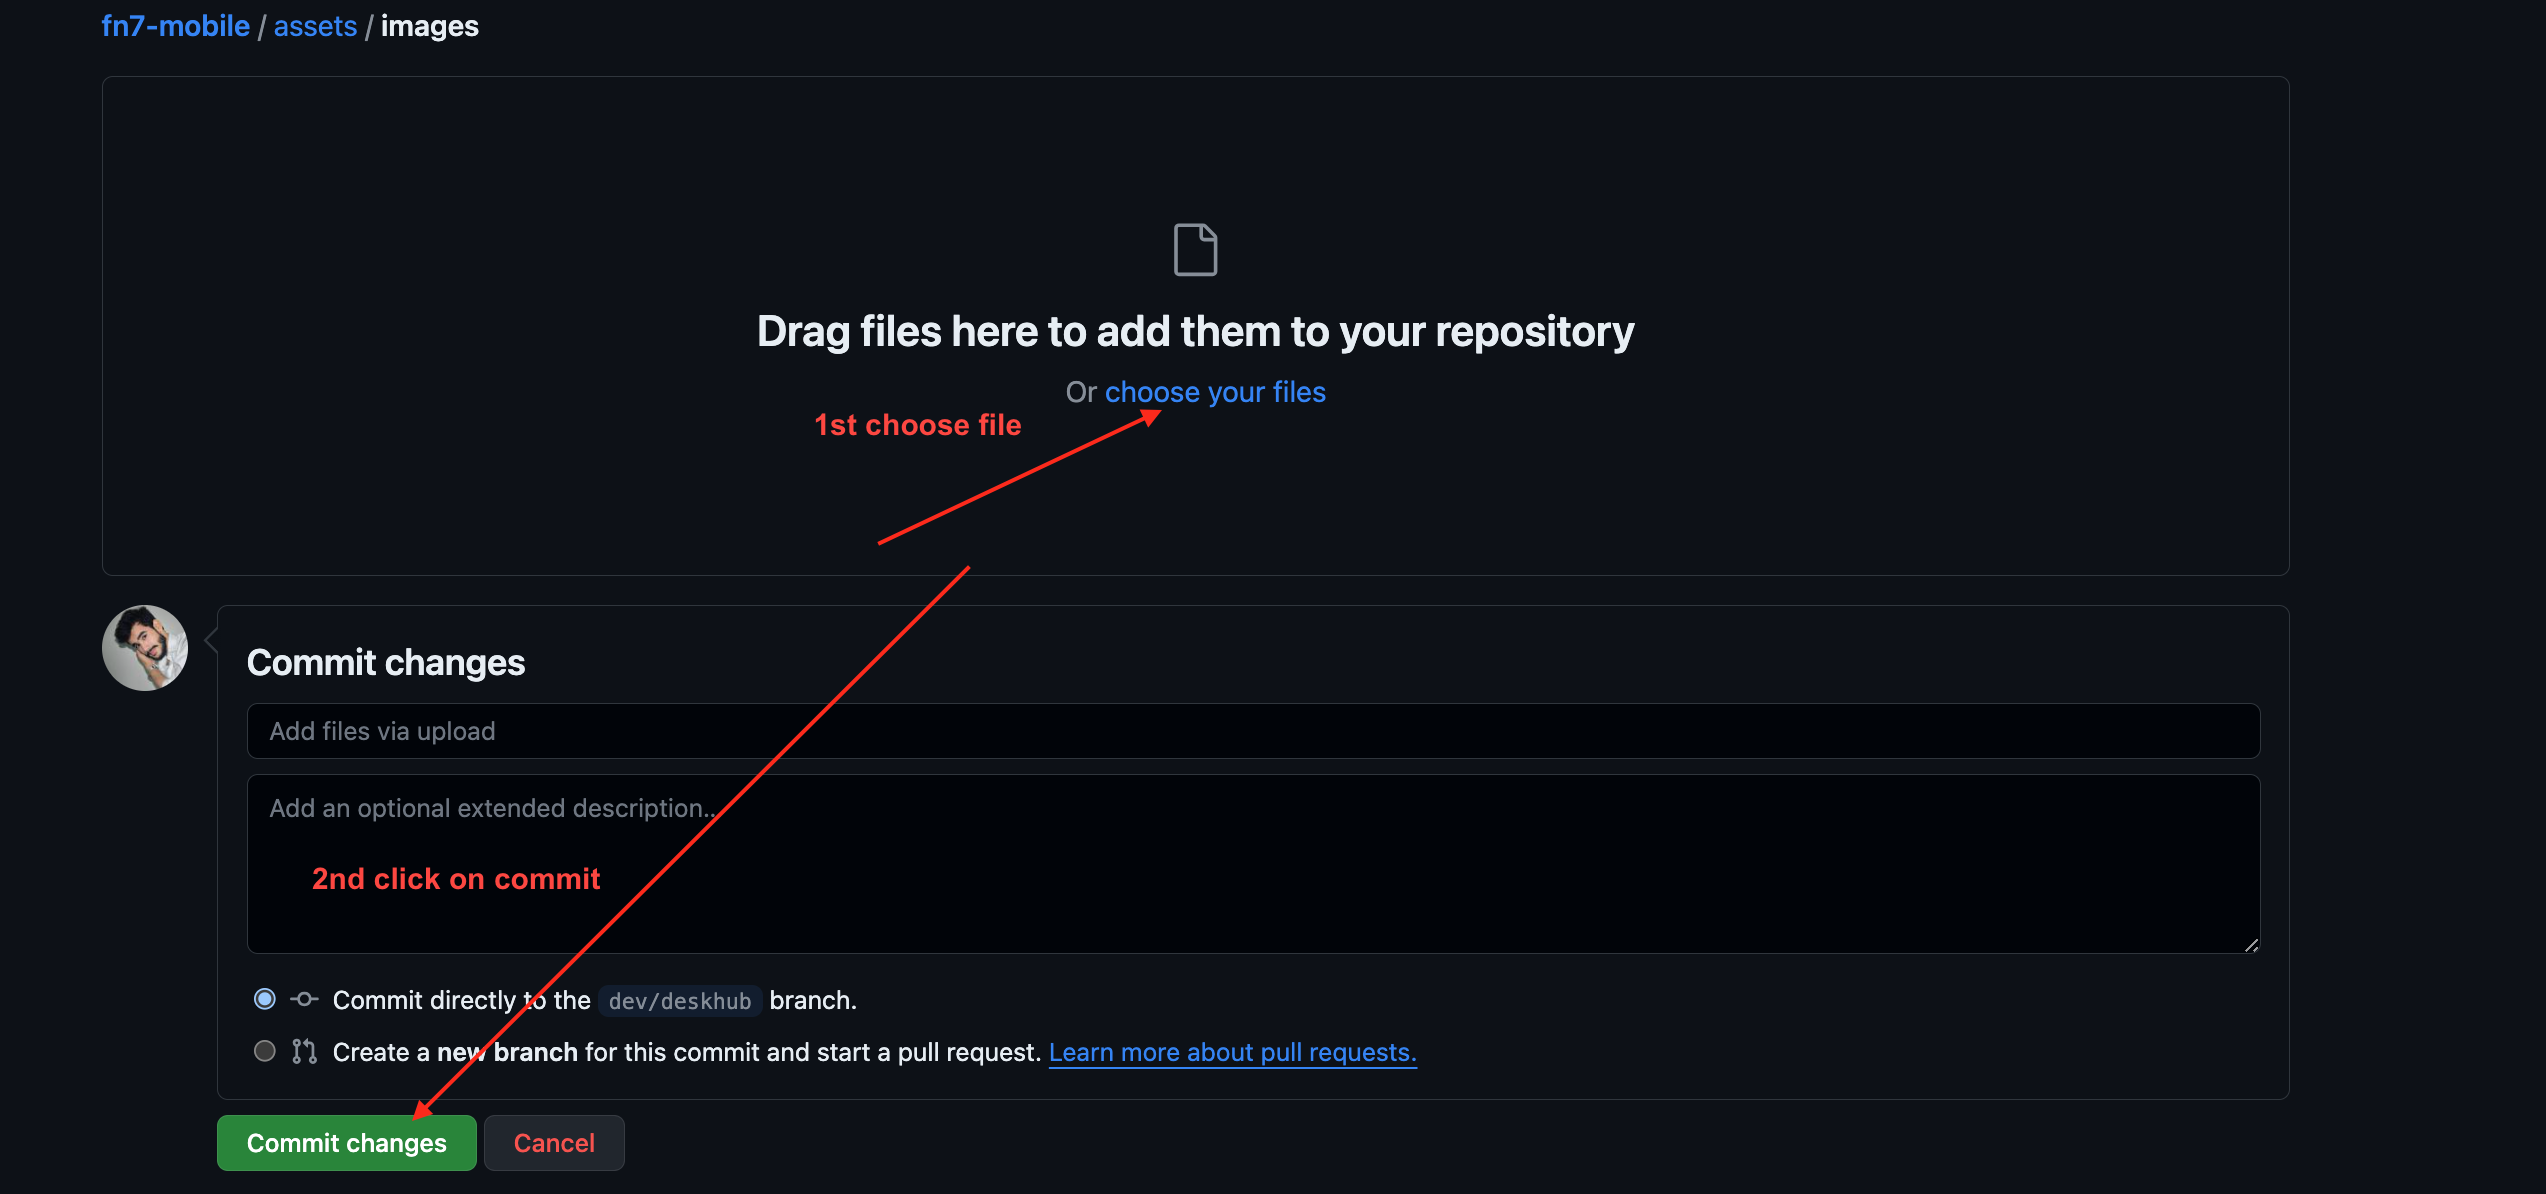 fn7-mobile / assets / images
Drag files here to add them to your repository
Or choose your files
1st choose file
Commit changes
Add files via upload
Add an optional extended description..
2nd click on commit
Commit directly to the dev/deskhub branch.
Create a new branch for this commit and start a pull request. Learn more about pull requests.
Commit changes Cancel